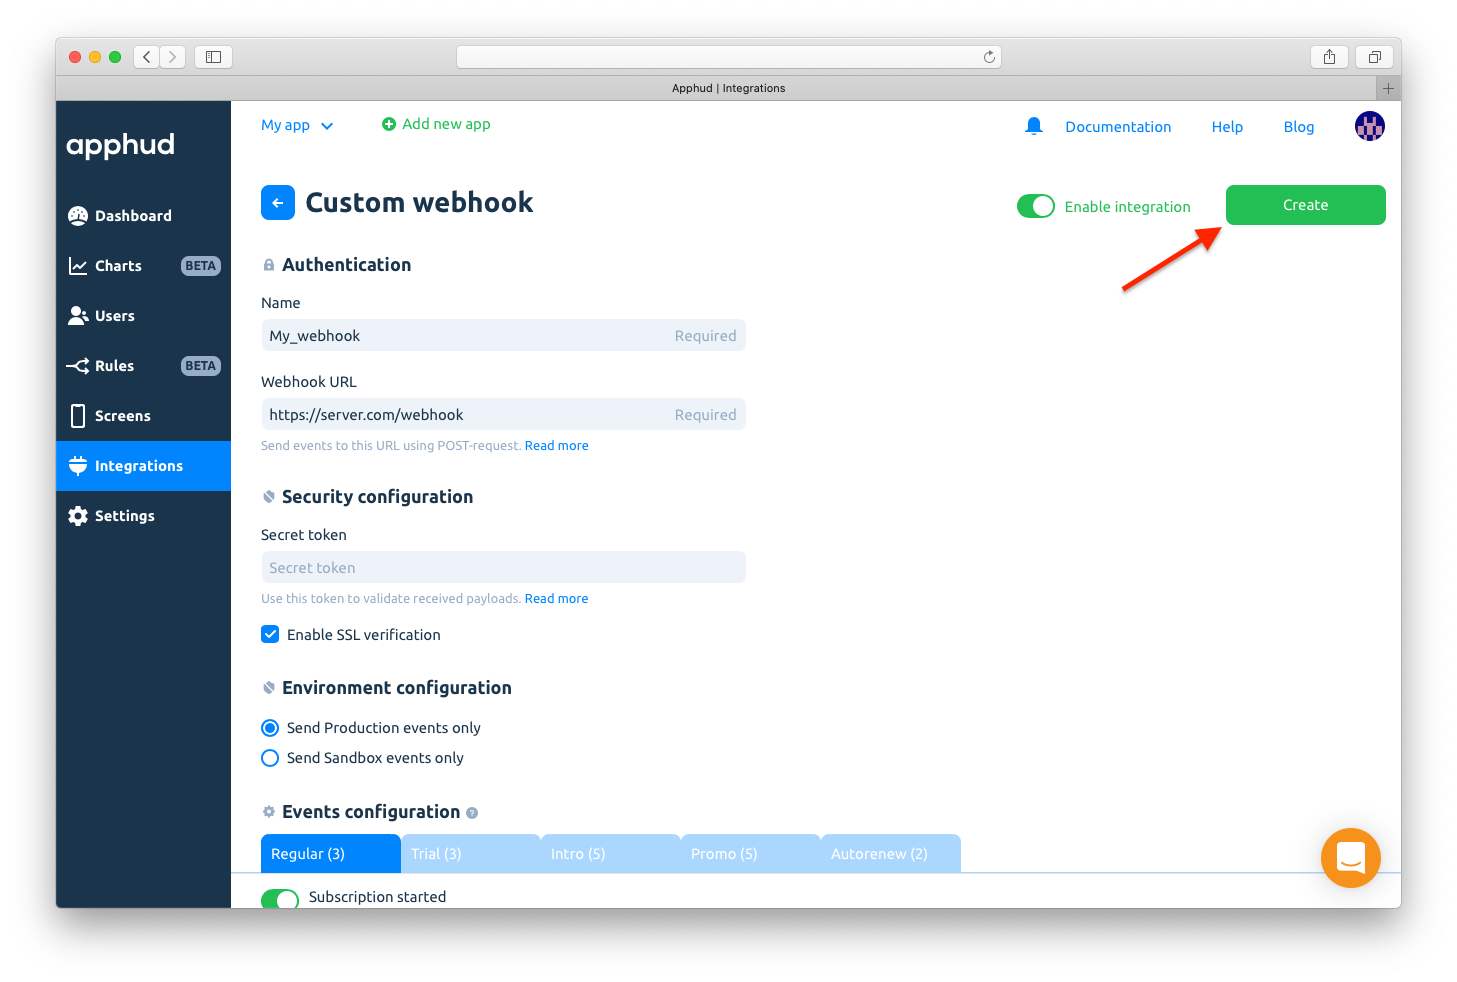 Apphud | Integrations
apphud
My app
Add new app
Documentation
Help
Blog
Dashboard
Charts BETA
Users
Rules BETA
Screens
Integrations
Settings
Custom webhook
Enable integration
Create
Authentication
Name
My_webhook Required
Webhook URL
https://server.com/webhook Required
Send events to this URL using POST-request. Read more
Security configuration
Secret token
Secret token
Use this token to validate received payloads. Read more
Enable SSL verification
Environment configuration
Send Production events only
Send Sandbox events only
Events configuration ?
Regular (3) Trial (3) Intro (5) Promo (5) Autorenew (2)
Subscription started